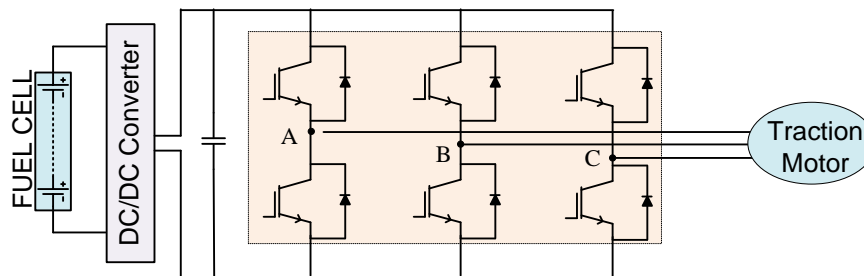 FUEL CELL
DC/DC Converter
A
B
C
Traction
Motor